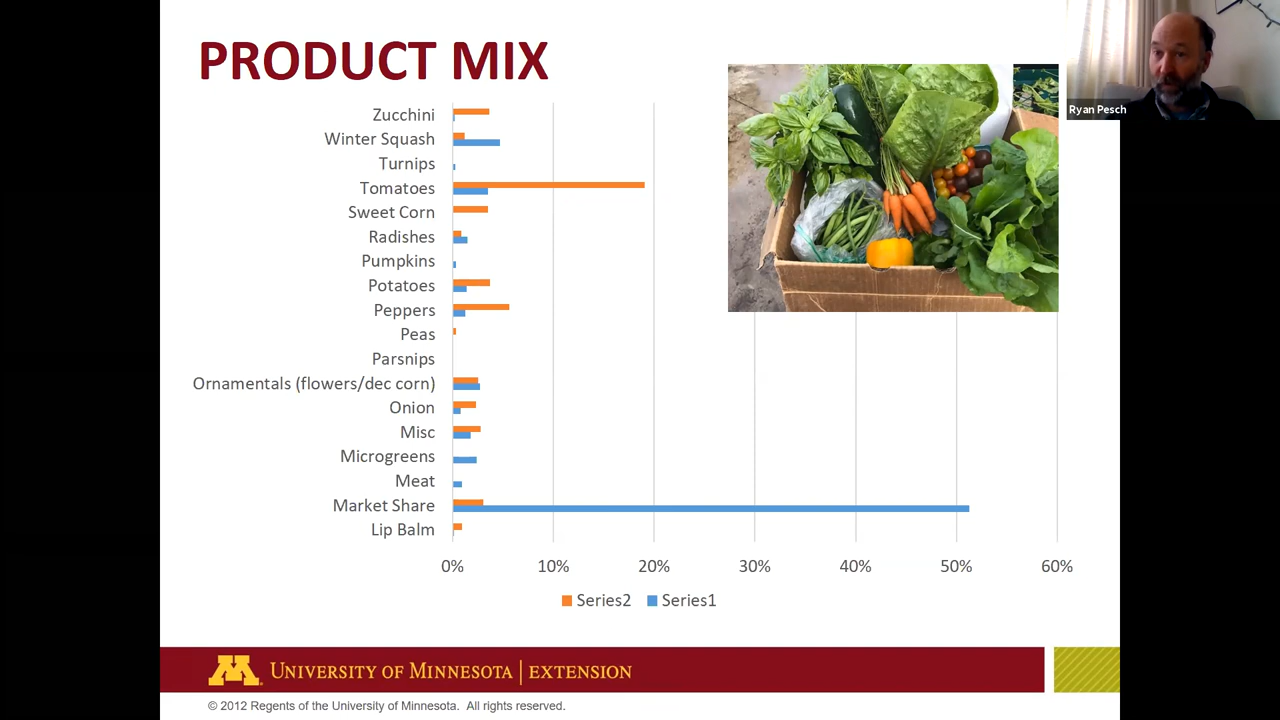 PRODUCT MIX
Ryan Pesch
Zucchini
Winter Squash
Turnips
Tomatoes
Sweet Corn
Radishes
Pumpkins
Potatoes
Peppers
Peas
Parsnips
Ornamentals (flowers/dec corn)
Onion
Misc
Microgreens
Meat
Market Share
Lip Balm
0% 10% 20% 30% 40% 50% 60%
Series2 Series1
M UNIVERSITY OF MINNESOTA | EXTENSION
© 2012 Regents of the University of Minnesota. All rights reserved.